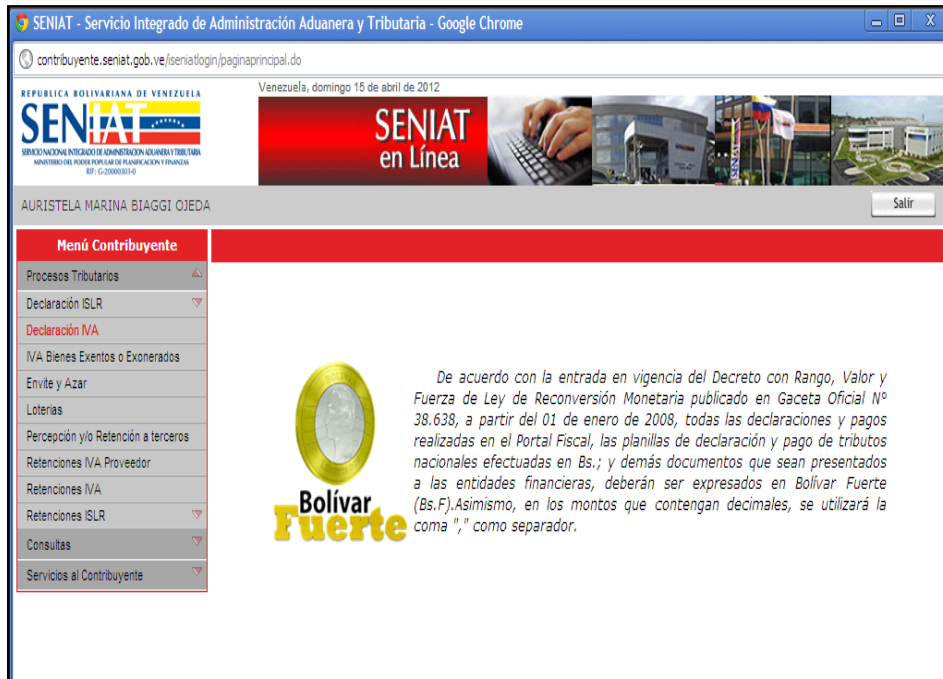 SENIAT - Servicio Integrado de Administración Aduanera y Tributaria - Google Chrome
contribuyente.seniat.gob.ve/iseniatlogin/paginaprincipal.do
REPUBLICA BOLIVARIANA DE VENEZUELA
SENIAT
SERVICIO NACIONAL INTEGRADO DE ADMINISTRACION ADUANERA Y TRIBUTARIA
MINISTERIO DEL PODER POPULAR DE PLANIFICACION Y FINANZAS
RIF: G-20000303-0
Venezuela, domingo 15 de abril de 2012
SENIAT
en Línea
AURISTELA MARINA BIAGGI OJEDA
Salir
Menú Contribuyente
Procesos Tributarios
Declaración ISLR
Declaración IVA
IVA Bienes Exentos o Exonerados
Envite y Azar
Loterias
Percepción y/o Retención a terceros
Retenciones IVA Proveedor
Retenciones IVA
Retenciones ISLR
Consultas
Servicios al Contribuyente
Bolívar
Fuerte
De acuerdo con la entrada en vigencia del Decreto con Rango, Valor y
Fuerza de Ley de Reconversión Monetaria publicado en Gaceta Oficial Nº
38.638, a partir del 01 de enero de 2008, todas las declaraciones y pagos
realizadas en el Portal Fiscal, las planillas de declaración y pago de tributos
nacionales efectuadas en Bs.; y demás documentos que sean presentados
a las entidades financieras, deberán ser expresados en Bolívar Fuerte
(Bs.F).Asimismo, en los montos que contengan decimales, se utilizará la
coma "," como separador.